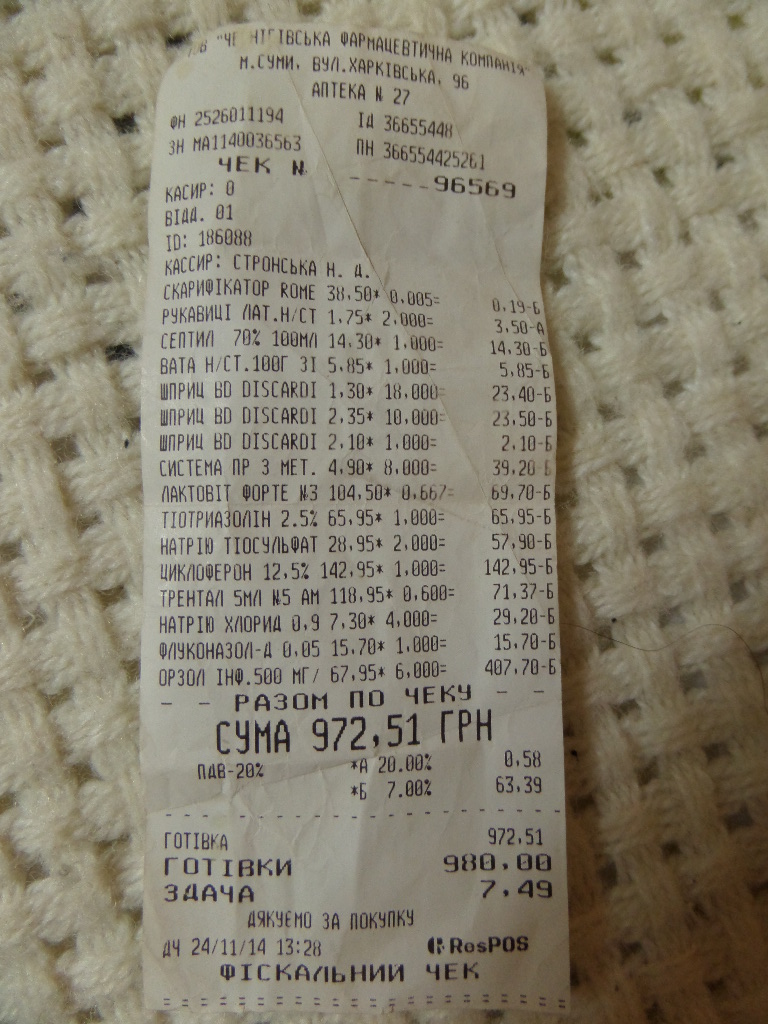 "ЧЕРНІГІВСЬКА ФАРМАЦЕВТИЧНА КОМПАНІЯ"
М.СУМИ, ВУЛ.ХАРКІВСЬКА, 96
АПТЕКА N 27
ФН 2526011194 ІД 36655448
ЗН МА1140036563 ПН 366554425261
ЧЕК N -----96569
КАСИР: 0
ВІДД. 01
ID: 186088
КАССИР: СТРОНСЬКА Н. Д.
СКАРИФІКАТОР ROME 38,50* 0,005= 0,19-Б
РУКАВИЦІ ЛАТ.Н/СТ 1,75* 2,000= 3,50-А
СЕПТИЛ 70% 100МЛ 14,30* 1,000= 14,30-Б
ВАТА Н/СТ.100Г ЗІ 5,85* 1,000= 5,85-Б
ШПРИЦ BD DISCARDI 1,30* 18,000= 23,40-Б
ШПРИЦ BD DISCARDI 2,35* 10,000= 23,50-Б
ШПРИЦ BD DISCARDI 2,10* 1,000= 2,10-Б
СИСТЕМА ПР З МЕТ. 4,90* 8,000= 39,20-Б
ЛАКТОВІТ ФОРТЕ №3 104,50* 0,667= 69,70-Б
ТІОТРИАЗОЛІН 2.5% 65,95* 1,000= 65,95-Б
НАТРІЮ ТІОСУЛЬФАТ 28,95* 2,000= 57,90-Б
ЦИКЛОФЕРОН 12,5% 142,95* 1,000= 142,95-Б
ТРЕНТАЛ 5МЛ №5 АМ 118,95* 0,600= 71,37-Б
НАТРІЮ ХЛОРИД 0,9 7,30* 4,000= 29,20-Б
ФЛУКОНАЗОЛ-Д 0,05 15,70* 1,000= 15,70-Б
ОРЗОЛ ІНФ.500 МГ/ 67,95* 6,000= 407,70-Б
- - РАЗОМ ПО ЧЕКУ - -
СУМА 972,51 ГРН
ПДВ-20% *А 20.00% 0,58
*Б 7.00% 63,39
ГОТІВКА 972,51
ГОТІВКИ 980,00
ЗДАЧА 7,49
ДЯКУЄМО ЗА ПОКУПКУ
ДЧ 24/11/14 13:28 ResPOS
ФІСКАЛЬНИЙ ЧЕК